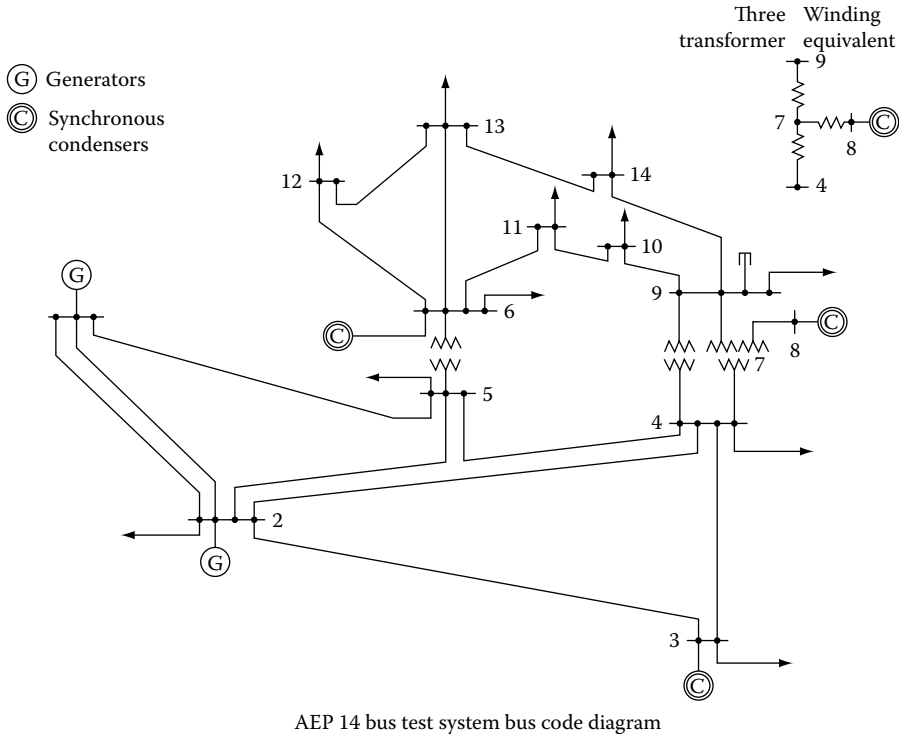 Three Winding
transformer equivalent
9
7
C
8
4
G Generators
C Synchronous
condensers
13
12
14
11
10
G
9
6
C
C
8
7
5
4
2
G
3
C
AEP 14 bus test system bus code diagram